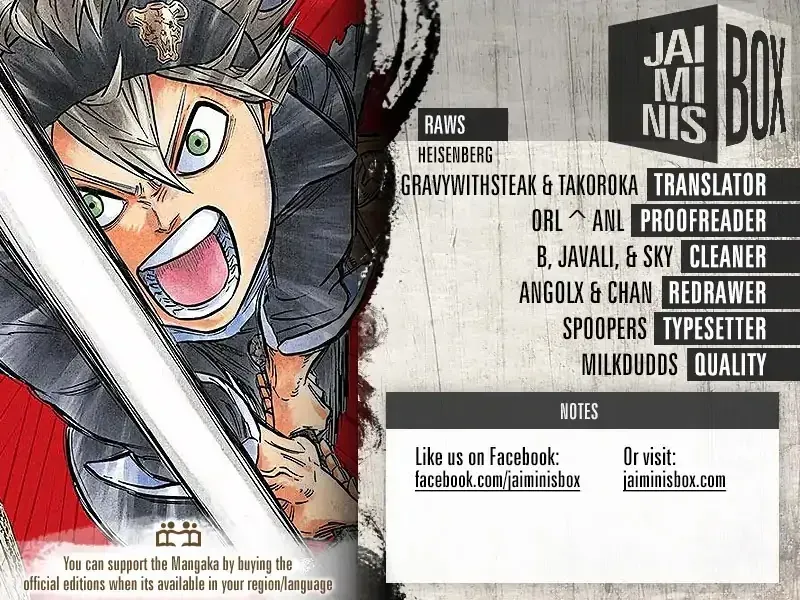 JAI
MI
NIS
BOX
RAWS
HEISENBERG
GRAVYWITHSTEAK & TAKOROKA TRANSLATOR
ORL ^ ANL PROOFREADER
B, JAVALI, & SKY CLEANER
ANGOLX & CHAN REDRAWER
SPOOPERS TYPESETTER
MILKDUDDS QUALITY
NOTES
Like us on Facebook:
facebook.com/jaiminisbox
Or visit:
jaiminisbox.com
You can support the Mangaka by buying the
official editions when its available in your region/language